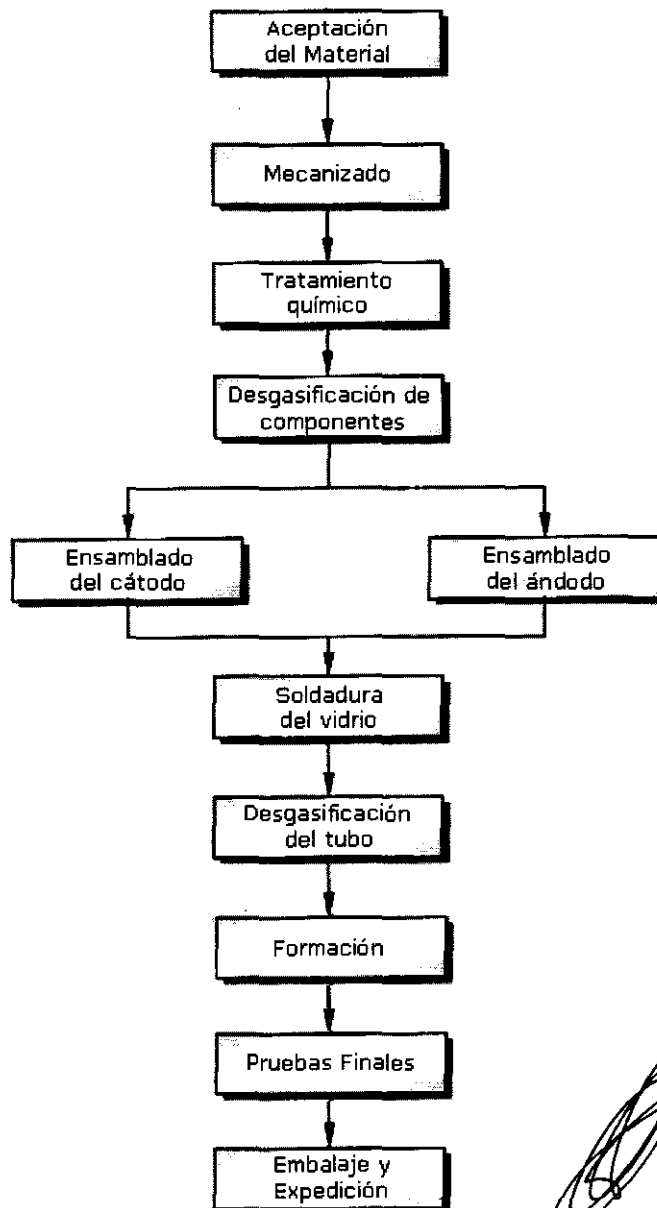 Aceptación
del Material
Mecanizado
Tratamiento
químico
Desgasificación de
componentes
Ensamblado
del cátodo
Ensamblado
del ándodo
Soldadura
del vidrio
Desgasificación
del tubo
Formación
Pruebas Finales
Embalaje y
Expedición